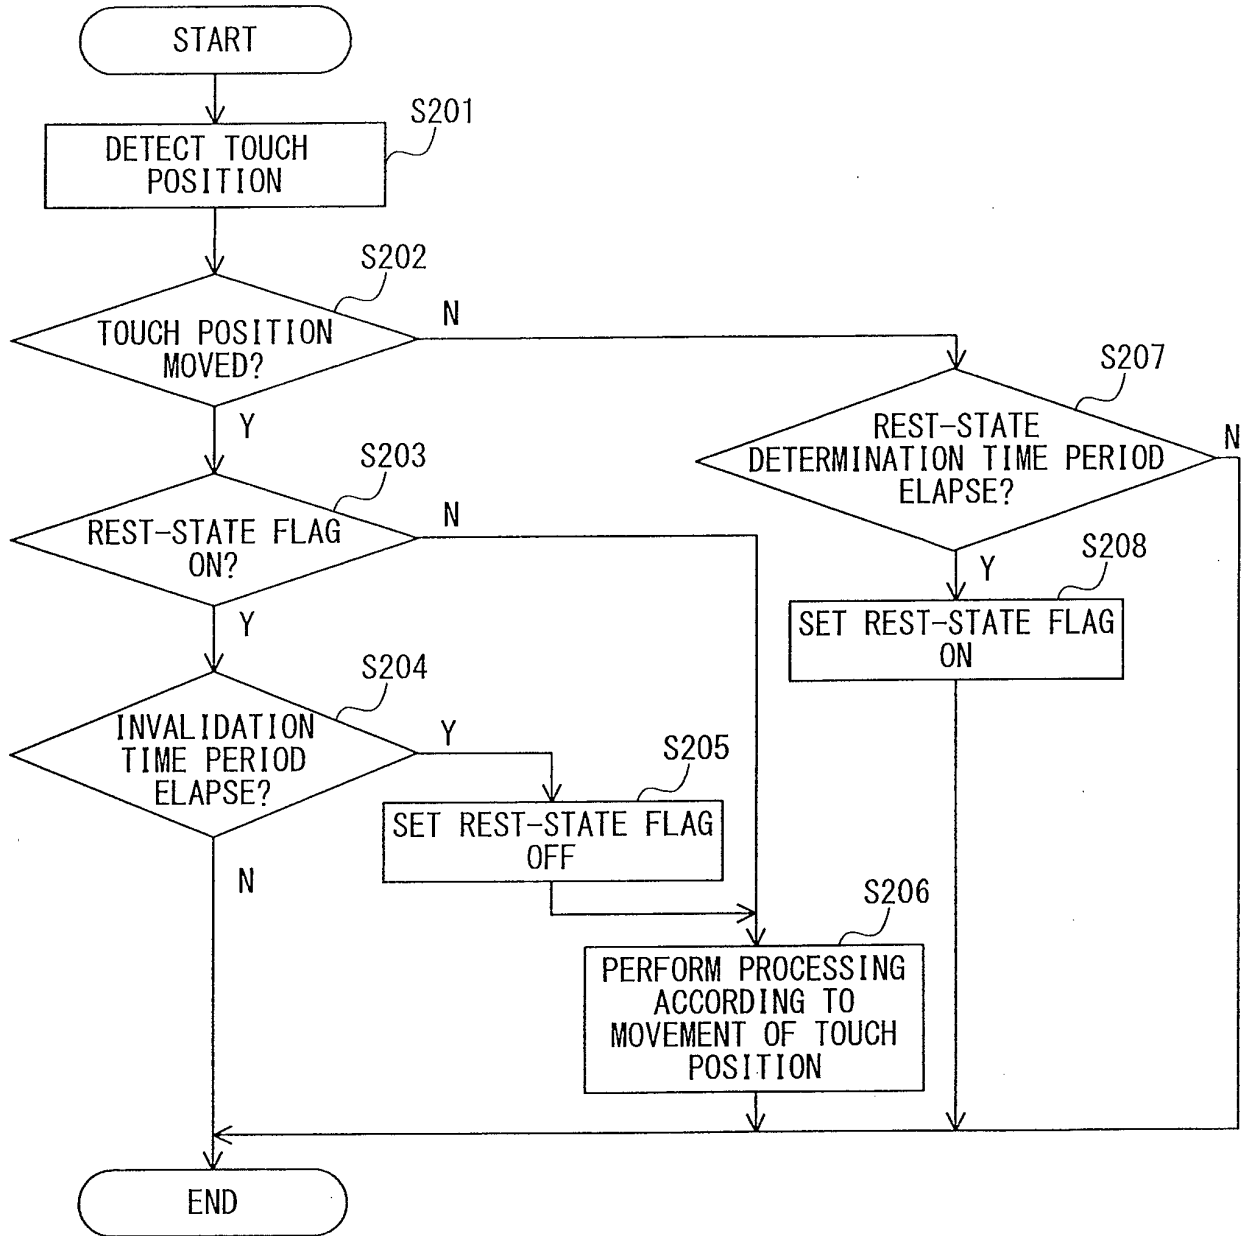 START
S201
DETECT TOUCH
POSITION
S202
TOUCH POSITION
MOVED?
N
Y
S207
REST-STATE
DETERMINATION TIME PERIOD
ELAPSE?
N
Y
S203
REST-STATE FLAG
ON?
N
Y
S208
SET REST-STATE FLAG
ON
S204
INVALIDATION
TIME PERIOD
ELAPSE?
Y
N
S205
SET REST-STATE FLAG
OFF
S206
PERFORM PROCESSING
ACCORDING TO
MOVEMENT OF TOUCH
POSITION
END